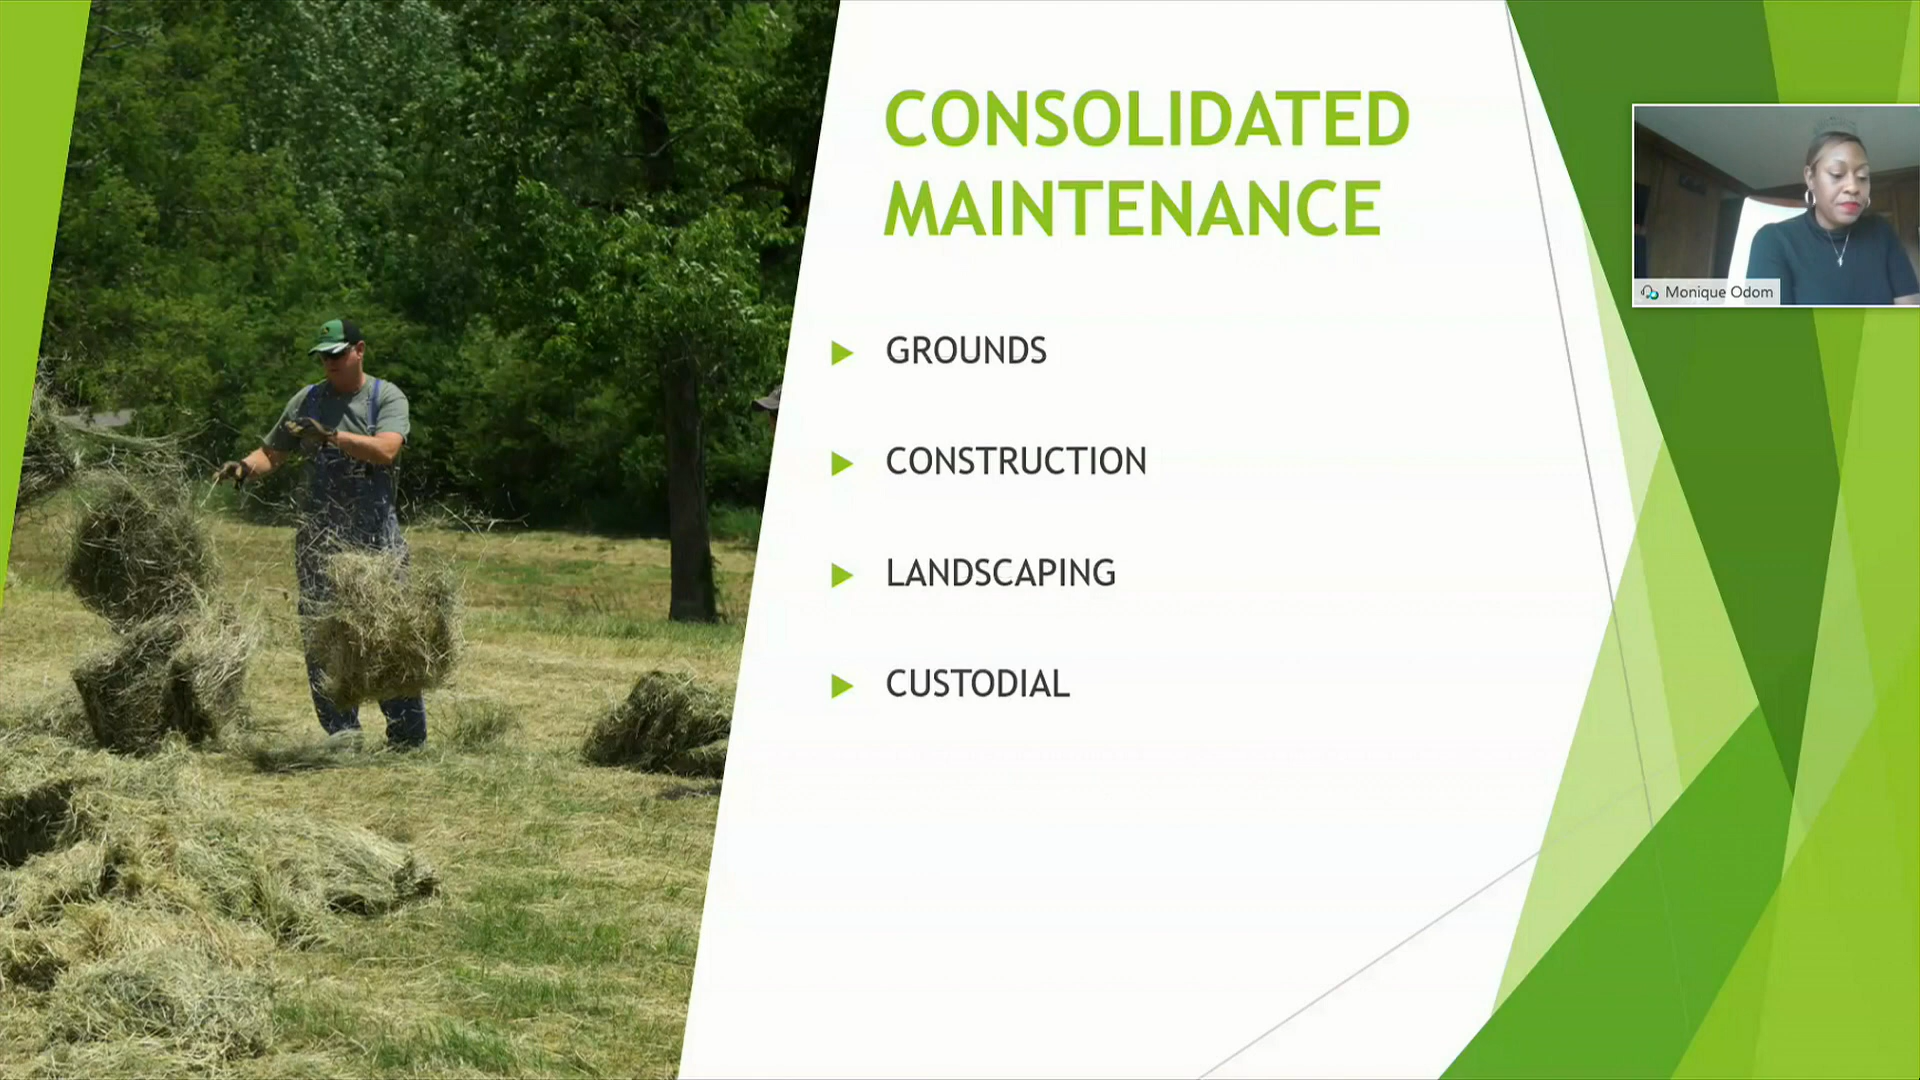 CONSOLIDATED
MAINTENANCE
GROUNDS
CONSTRUCTION
LANDSCAPING
CUSTODIAL
Monique Odom